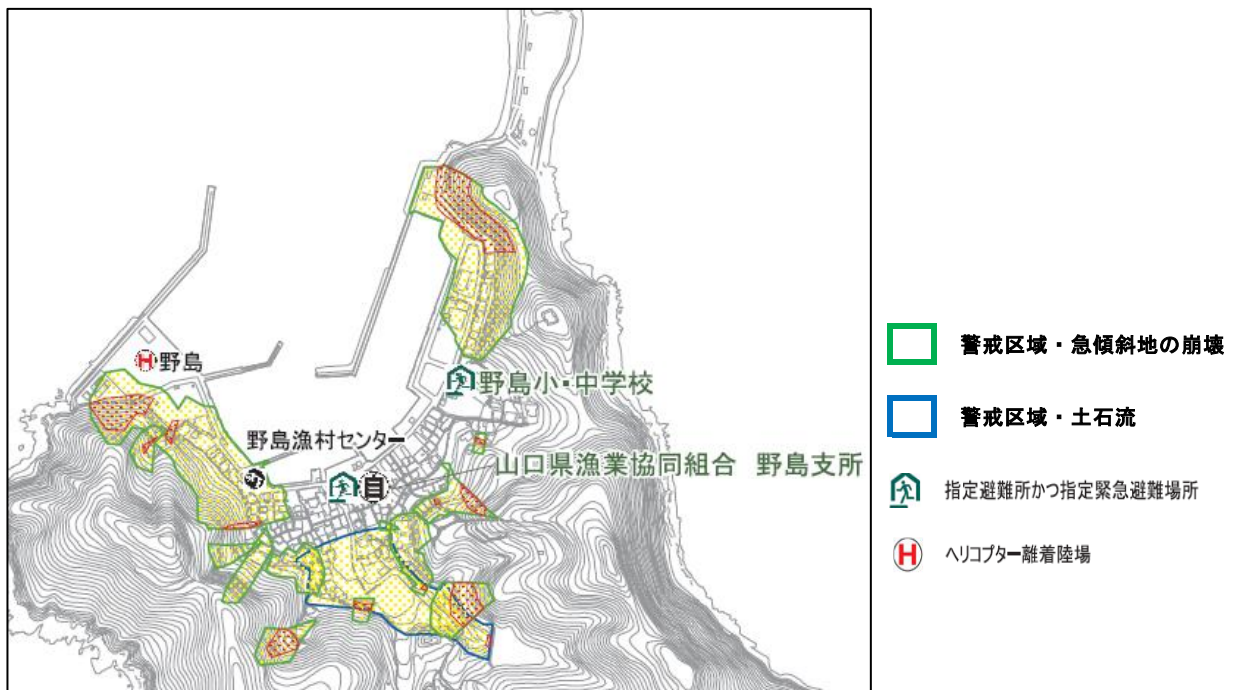 野島
野島小・中学校
野島漁村センター
自
山口県漁業協同組合 野島支所
警戒区域・急傾斜地の崩壊
警戒区域・土石流
指定避難所かつ指定緊急避難場所
H ヘリコプター離着陸場